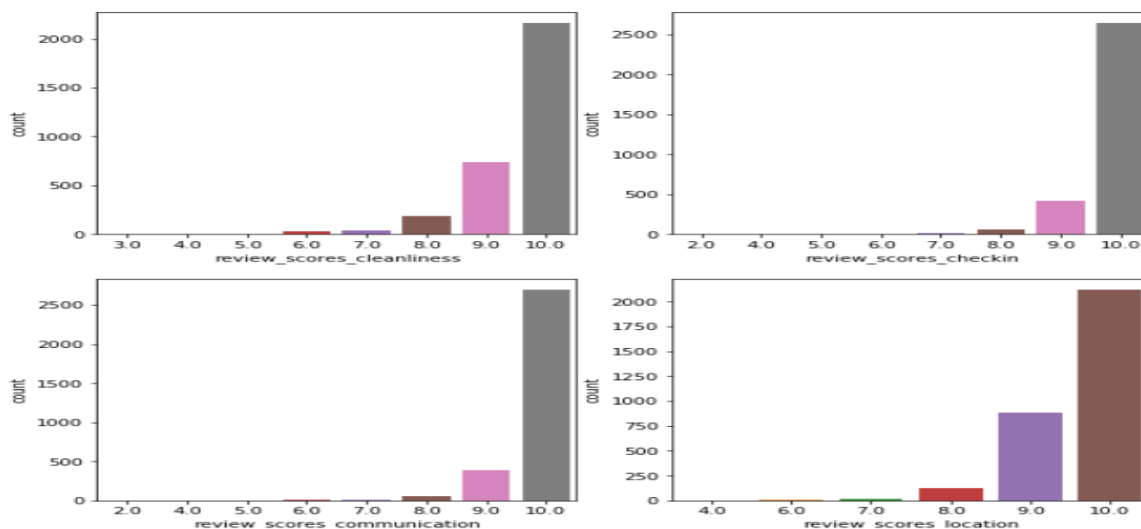 2000
1500
1000
500
0
count
3.0 4.0 5.0 6.0 7.0 8.0 9.0 10.0
review_scores_cleanliness
2500
2000
1500
1000
500
0
count
2.0 4.0 5.0 6.0 7.0 8.0 9.0 10.0
review_scores_checkin
2500
2000
1500
1000
500
0
count
2.0 4.0 5.0 6.0 7.0 8.0 9.0 10.0
review_scores_communication
2000
1750
1500
1250
1000
750
500
250
0
count
4.0 6.0 7.0 8.0 9.0 10.0
review_scores_location